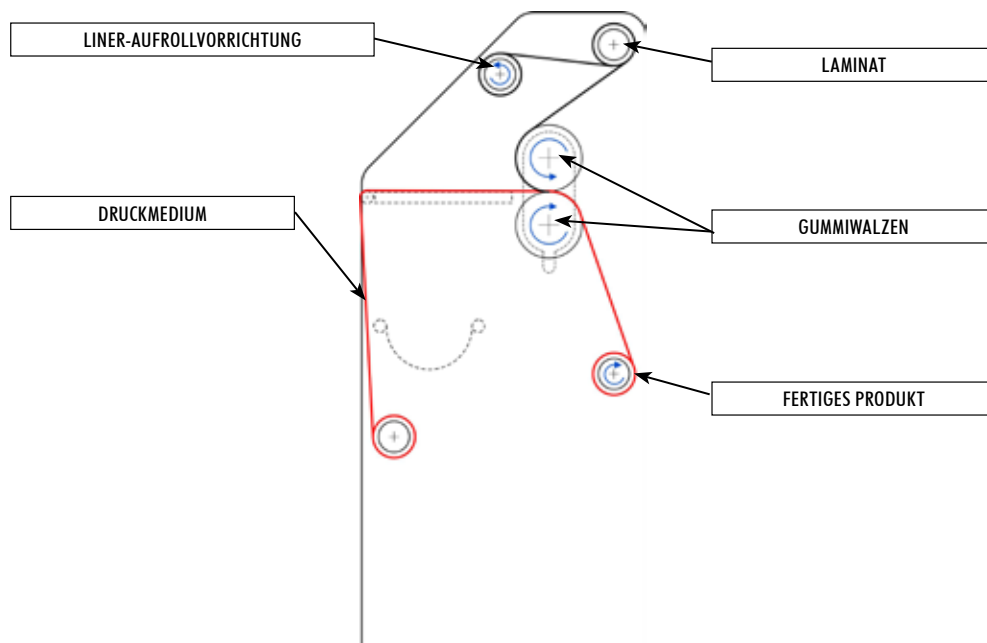 LINER-AUFROLLVORRICHTUNG
LAMINAT
DRUCKMEDIUM
GUMMIWALZEN
FERTIGES PRODUKT